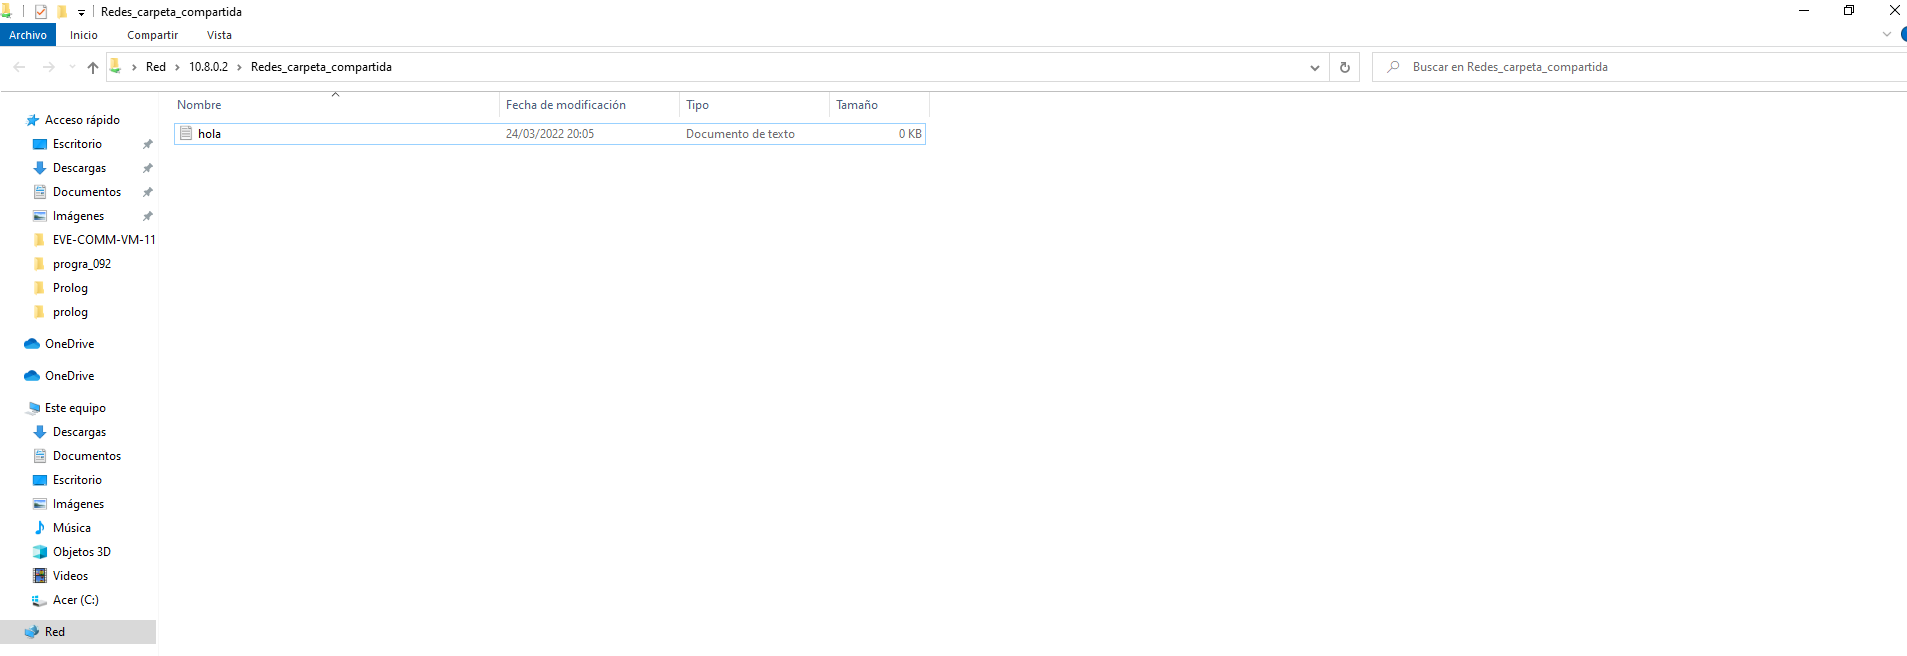 Redes_carpeta_compartida
Archivo Inicio Compartir Vista
Red 10.8.0.2 Redes_carpeta_compartida Buscar en Redes_carpeta_compartida
Nombre Fecha de modificación Tipo Tamaño
hola 24/03/2022 20:05 Documento de texto 0 KB
Acceso rápido
Escritorio
Descargas
Documentos
Imágenes
EVE-COMM-VM-11
progra_092
Prolog
prolog
OneDrive
OneDrive
Este equipo
Descargas
Documentos
Escritorio
Imágenes
Música
Objetos 3D
Videos
Acer (C:)
Red